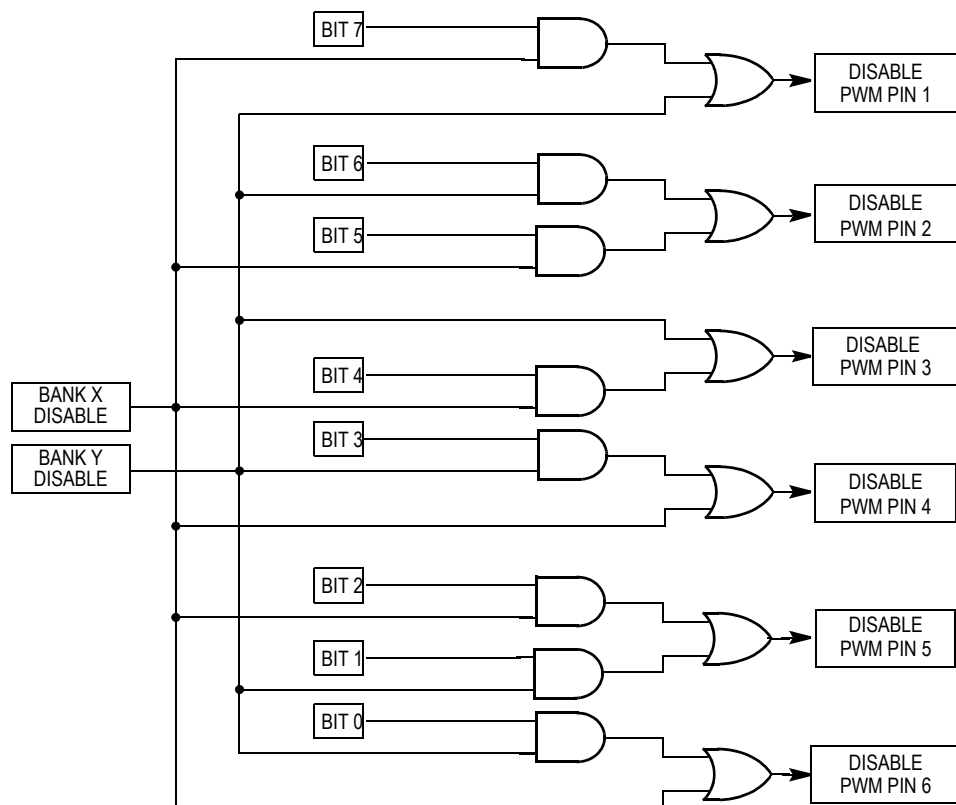 BIT 7
DISABLE
PWM PIN 1
BIT 6
DISABLE
PWM PIN 2
BIT 5
DISABLE
PWM PIN 3
BIT 4
BANK X
DISABLE
BIT 3
BANK Y
DISABLE
DISABLE
PWM PIN 4
BIT 2
DISABLE
PWM PIN 5
BIT 1
BIT 0
DISABLE
PWM PIN 6